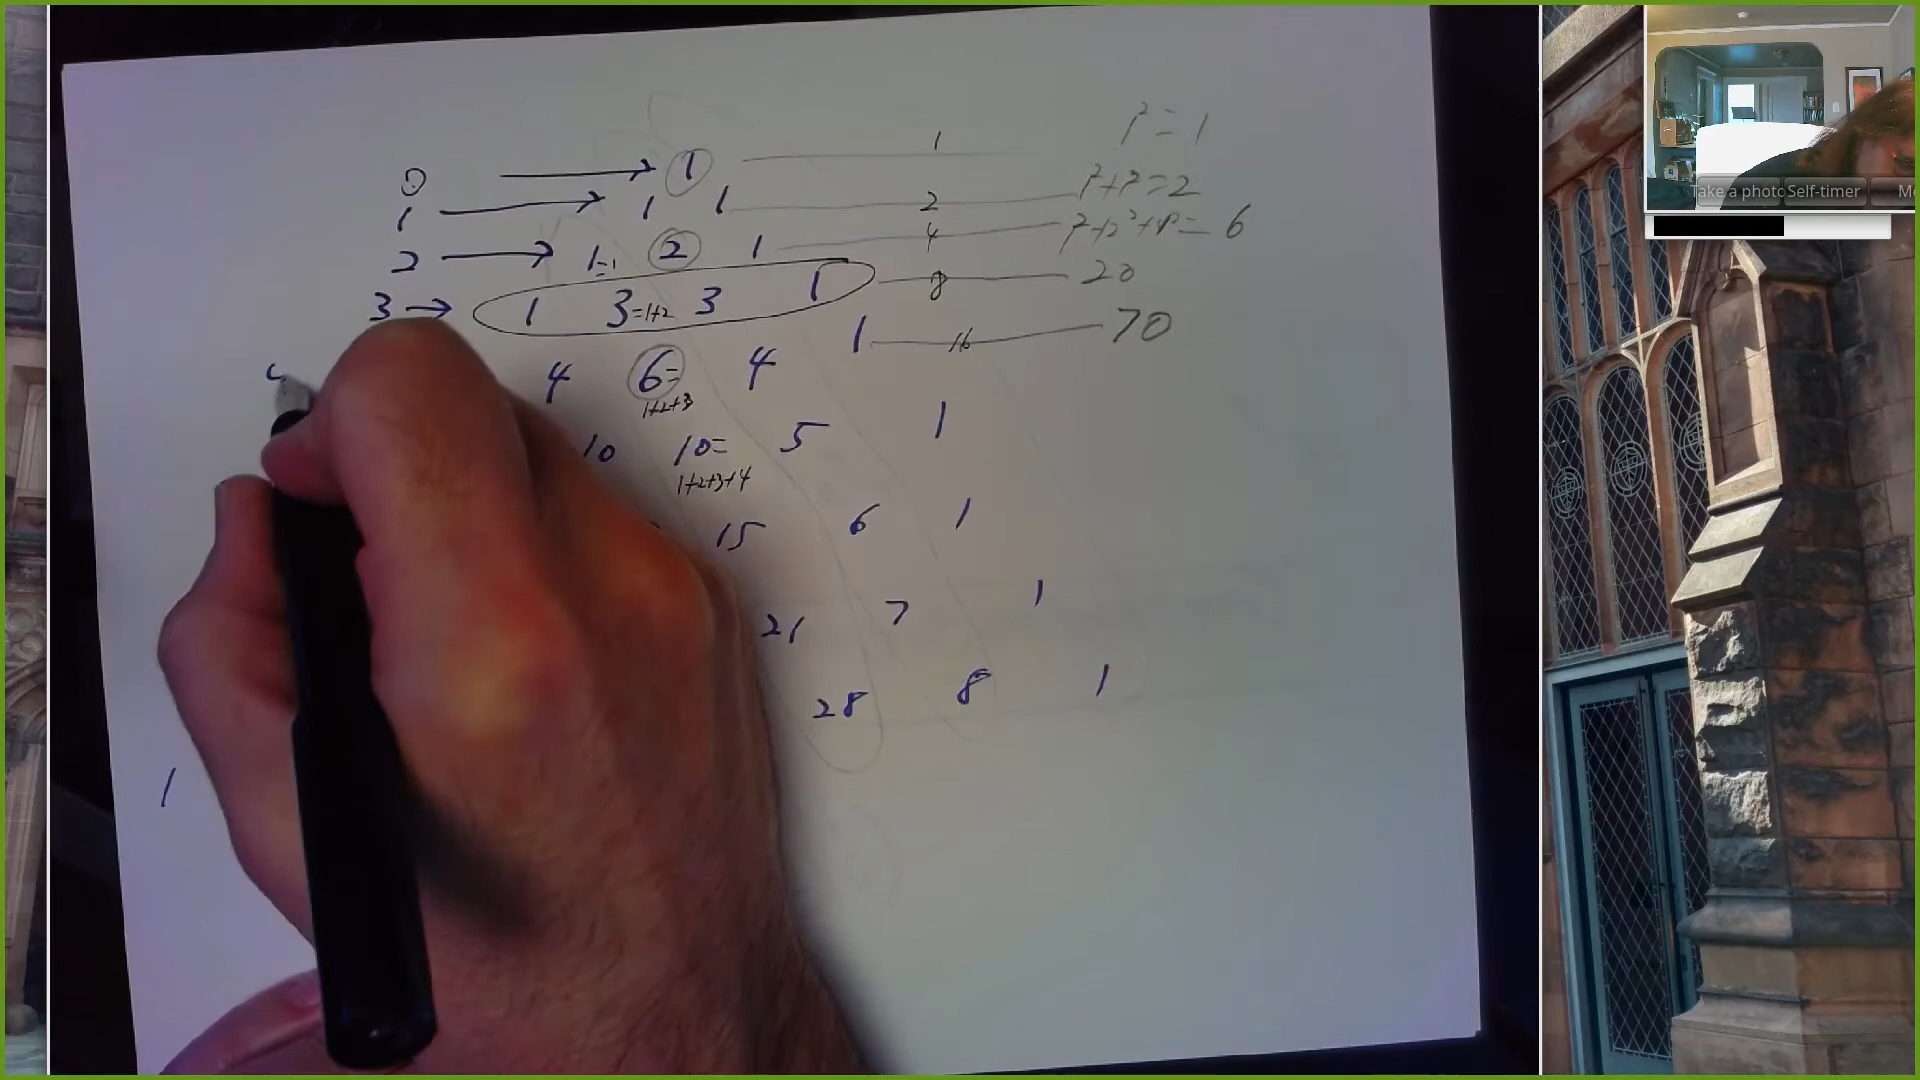 0 → 1 1 1² = 1
1 → 1 1 2 1²+1²=2
2 → 1=1 2 1 4 1²+2²+1²=6
3 → 1 3=1+2 3 1 8 20
4 6= 4 1 16 70
1+2+3
10 10= 5 1
1+2+3+4
15 6 1
21 7 1
28 8 1
1
Take a photo Self-timer